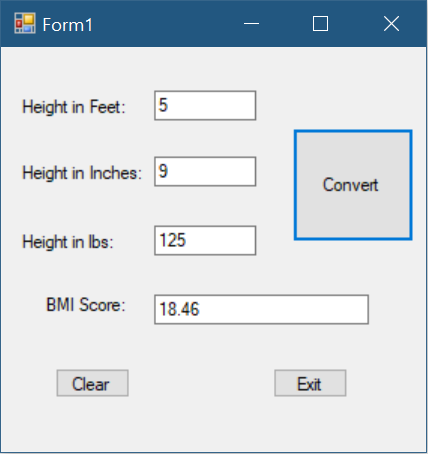 Form1
Height in Feet: 5
Height in Inches: 9
Convert
Height in lbs: 125
BMI Score: 18.46
Clear Exit